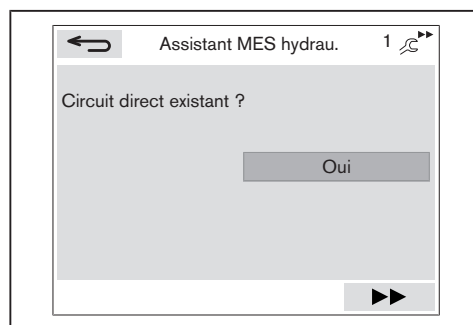 Assistant MES hydrau. 1
Circuit direct existant ?
Oui